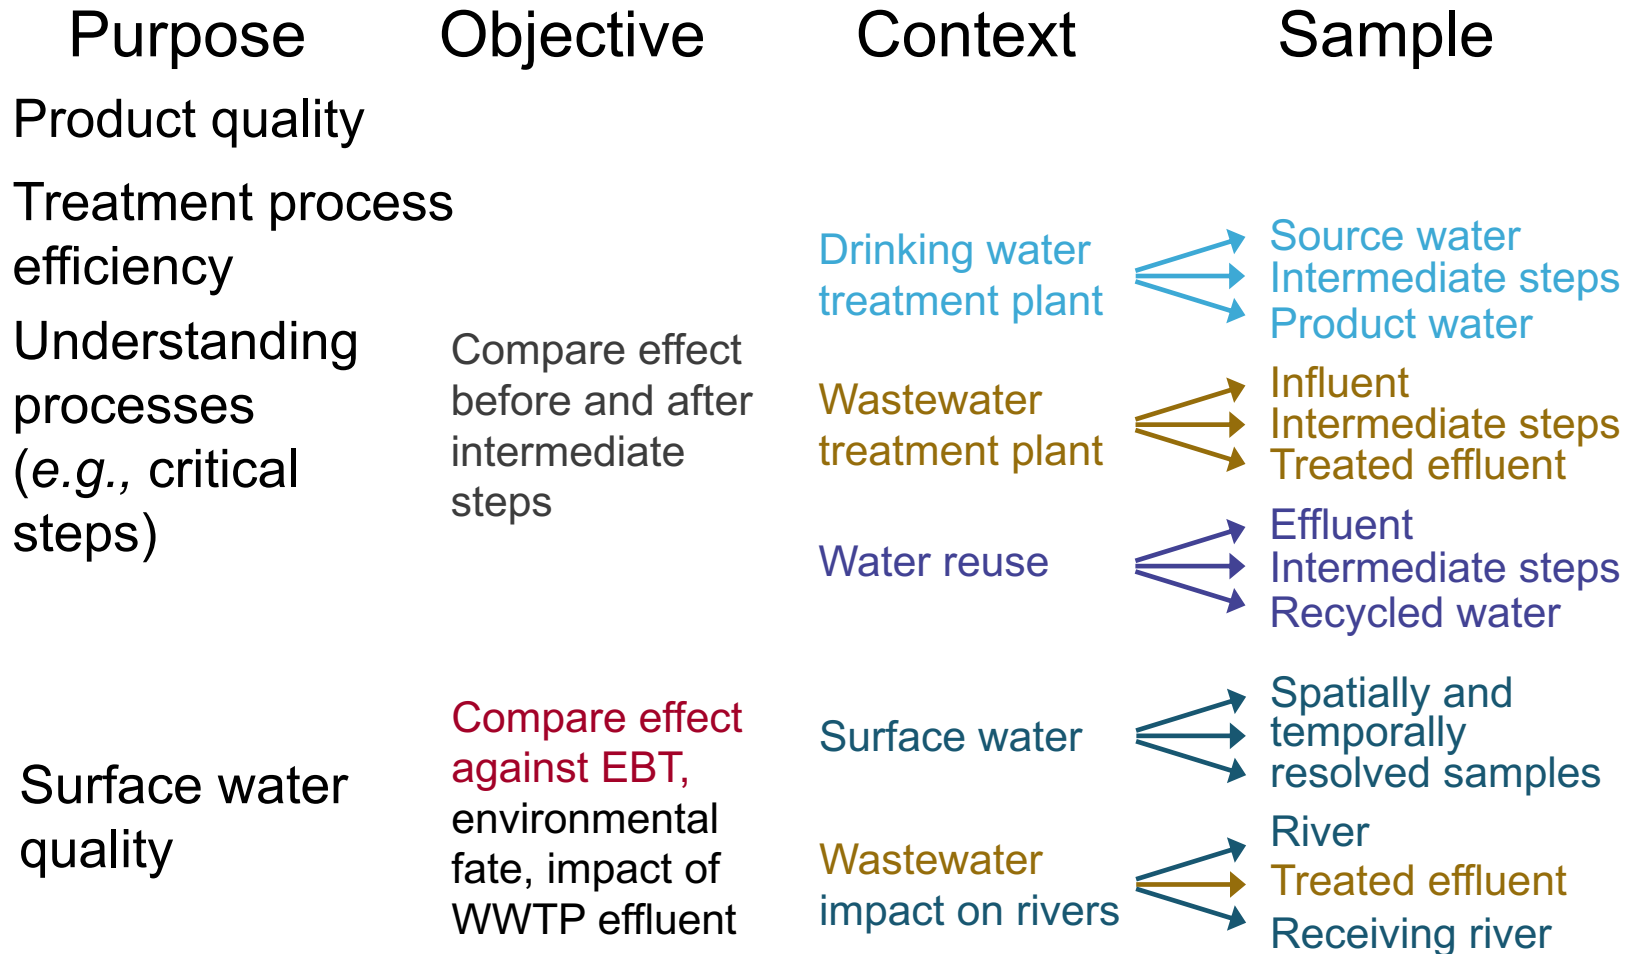 Purpose
Objective
Context
Sample
Product quality
Treatment process
efficiency
Understanding
processes
(e.g., critical
steps)
Compare effect
before and after
intermediate
steps
Drinking water
treatment plant
Source water
Intermediate steps
Product water
Wastewater
treatment plant
Influent
Intermediate steps
Treated effluent
Water reuse
Effluent
Intermediate steps
Recycled water
Surface water
quality
Compare effect
against EBT,
environmental
fate, impact of
WWTP effluent
Surface water
Spatially and
temporally
resolved samples
Wastewater
impact on rivers
River
Treated effluent
Receiving river